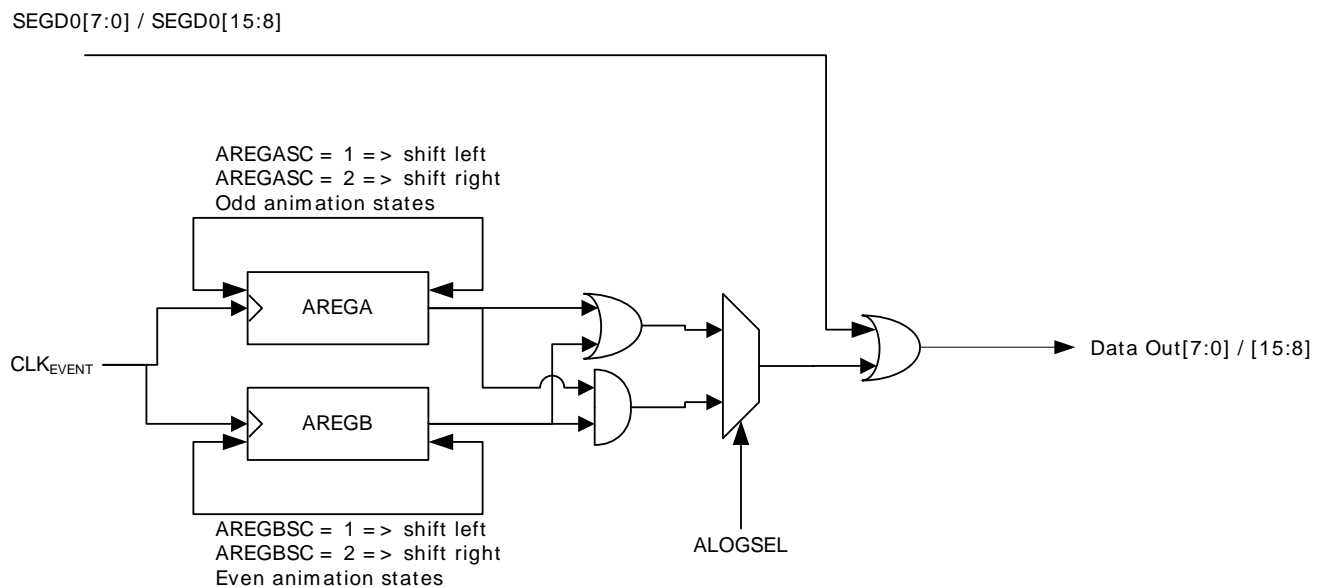 SEGD0[7:0] / SEGD0[15:8]
AREGASC = 1 => shift left
AREGASC = 2 => shift right
Odd animation states
AREGA
CLKEVENT
Data Out[7:0] / [15:8]
AREGB
AREGBSC = 1 => shift left
AREGBSC = 2 => shift right
Even animation states
ALOGSEL